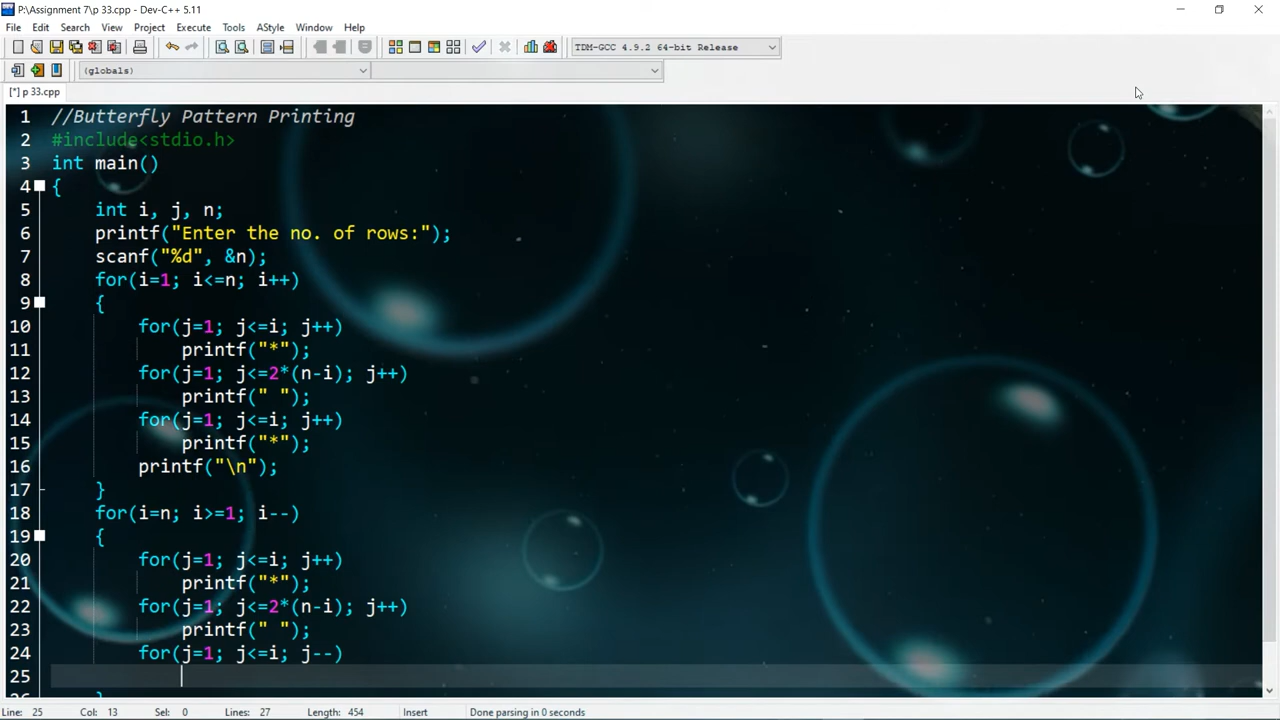 P:\Assignment 7\p 33.cpp - Dev-C++ 5.11
File Edit Search View Project Execute Tools AStyle Window Help
TDM-GCC 4.9.2 64-bit Release
(globals)
[*] p 33.cpp
1 //Butterfly Pattern Printing
2 #include<stdio.h>
3 int main()
4 {
5 int i, j, n;
6 printf("Enter the no. of rows:");
7 scanf("%d", &n);
8 for(i=1; i<=n; i++)
9 {
10 for(j=1; j<=i; j++)
11 printf("*");
12 for(j=1; j<=2*(n-i); j++)
13 printf(" ");
14 for(j=1; j<=i; j++)
15 printf("*");
16 printf("\n");
17 }
18 for(i=n; i>=1; i--)
19 {
20 for(j=1; j<=i; j++)
21 printf("*");
22 for(j=1; j<=2*(n-i); j++)
23 printf(" ");
24 for(j=1; j<=i; j--)
25
26 }
Line: 25 Col: 13 Sel: 0 Lines: 27 Length: 454 Insert Done parsing in 0 seconds